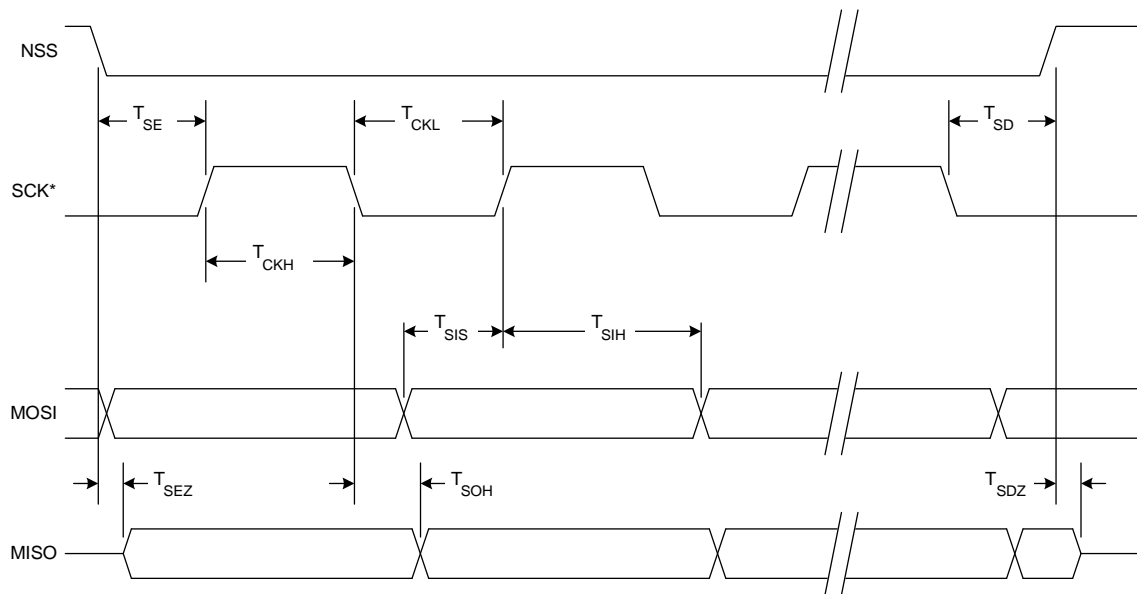 NSS
T_SE
T_CKL
T_SD
SCK*
T_CKH
T_SIS
T_SIH
MOSI
T_SEZ
T_SOH
T_SDZ
MISO